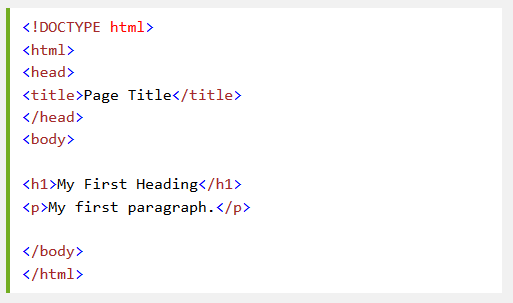 <!DOCTYPE html>
<html>
<head>
<title>Page Title</title>
</head>
<body>
<h1>My First Heading</h1>
<p>My first paragraph.</p>
</body>
</html>